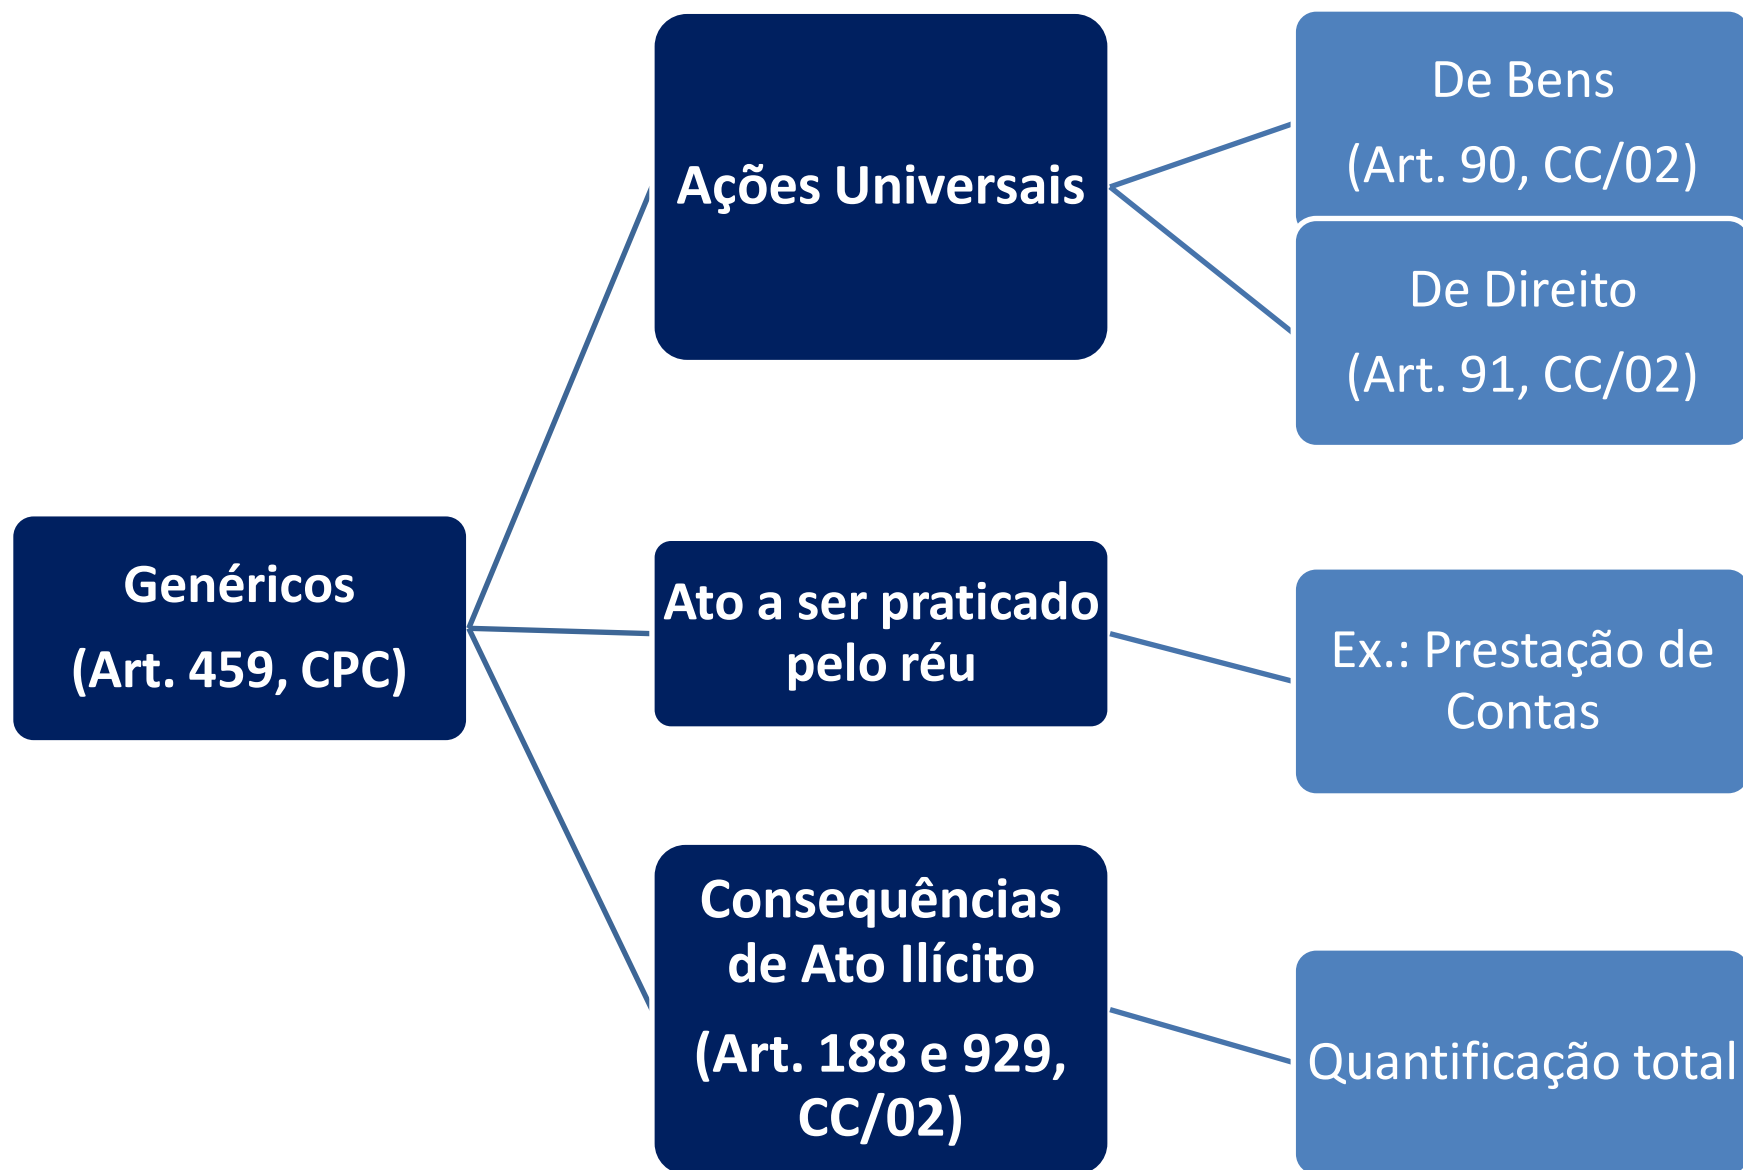 Genéricos
(Art. 459, CPC)
Ações Universais
De Bens
(Art. 90, CC/02)
De Direito
(Art. 91, CC/02)
Ato a ser praticado
pelo réu
Ex.: Prestação de
Contas
Consequências
de Ato Ilícito
(Art. 188 e 929,
CC/02)
Quantificação total